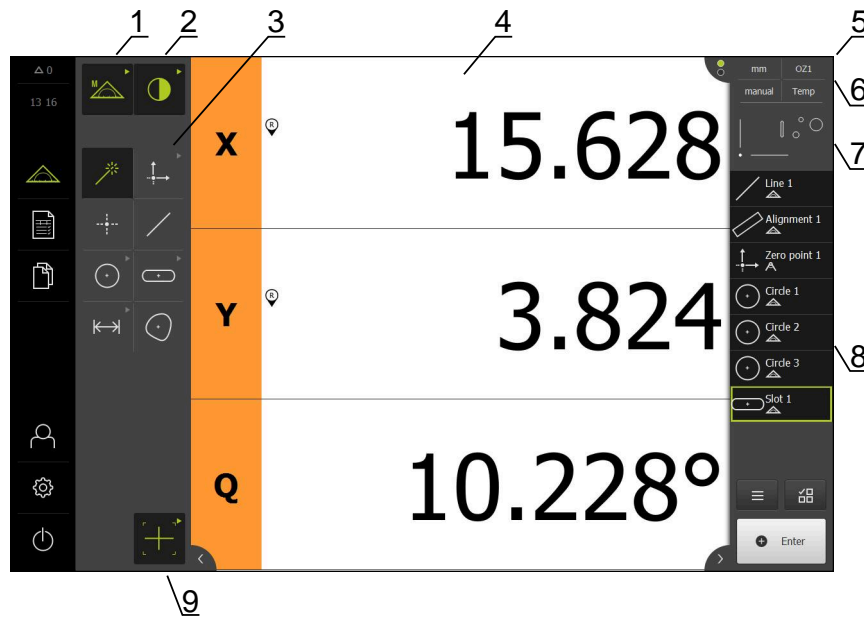 1 2 3 4 5
△ 0
13 16
M
X
R
15.628
mm OZ1
manual Temp
6
7
Line 1
Alignment 1
Zero point 1
Circle 1
Y
R
3.824
Circle 2
8
Circle 3
Slot 1
Q
10.228°
Enter
9